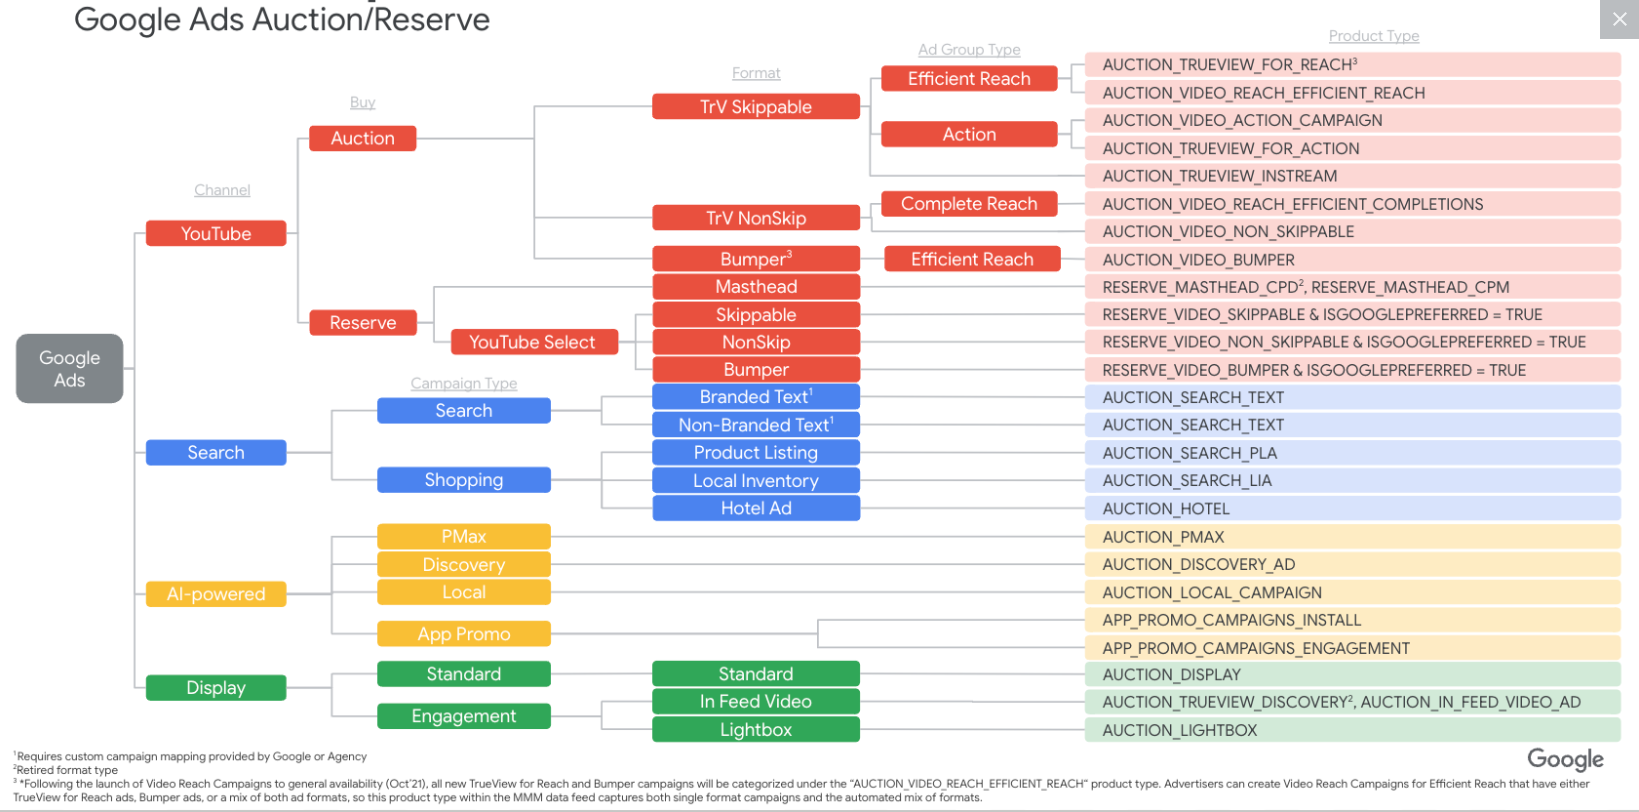 Google Ads Auction/Reserve
Product Type
Ad Group Type
Format
Buy
Channel
Campaign Type
Google
Ads
YouTube
Auction
TrV Skippable
Efficient Reach
AUCTION_TRUEVIEW_FOR_REACH³
AUCTION_VIDEO_REACH_EFFICIENT_REACH
Action
AUCTION_VIDEO_ACTION_CAMPAIGN
AUCTION_TRUEVIEW_FOR_ACTION
AUCTION_TRUEVIEW_INSTREAM
TrV NonSkip
Complete Reach
AUCTION_VIDEO_REACH_EFFICIENT_COMPLETIONS
AUCTION_VIDEO_NON_SKIPPABLE
Bumper³
Efficient Reach
AUCTION_VIDEO_BUMPER
Reserve
Masthead
RESERVE_MASTHEAD_CPD², RESERVE_MASTHEAD_CPM
YouTube Select
Skippable
RESERVE_VIDEO_SKIPPABLE & ISGOOGLEPREFERRED = TRUE
NonSkip
RESERVE_VIDEO_NON_SKIPPABLE & ISGOOGLEPREFERRED = TRUE
Bumper
RESERVE_VIDEO_BUMPER & ISGOOGLEPREFERRED = TRUE
Search
Search
Branded Text¹
AUCTION_SEARCH_TEXT
Non-Branded Text¹
AUCTION_SEARCH_TEXT
Shopping
Product Listing
AUCTION_SEARCH_PLA
Local Inventory
AUCTION_SEARCH_LIA
Hotel Ad
AUCTION_HOTEL
AI-powered
PMax
AUCTION_PMAX
Discovery
AUCTION_DISCOVERY_AD
Local
AUCTION_LOCAL_CAMPAIGN
App Promo
APP_PROMO_CAMPAIGNS_INSTALL
APP_PROMO_CAMPAIGNS_ENGAGEMENT
Display
Standard
Standard
AUCTION_DISPLAY
Engagement
In Feed Video
AUCTION_TRUEVIEW_DISCOVERY², AUCTION_IN_FEED_VIDEO_AD
Lightbox
AUCTION_LIGHTBOX
Google
¹Requires custom campaign mapping provided by Google or Agency
²Retired format type
³ *Following the launch of Video Reach Campaigns to general availability (Oct'21), all new TrueView for Reach and Bumper campaigns will be categorized under the “AUCTION_VIDEO_REACH_EFFICIENT_REACH“ product type. Advertisers can create Video Reach Campaigns for Efficient Reach that have either
TrueView for Reach ads, Bumper ads, or a mix of both ad formats, so this product type within the MMM data feed captures both single format campaigns and the automated mix of formats.